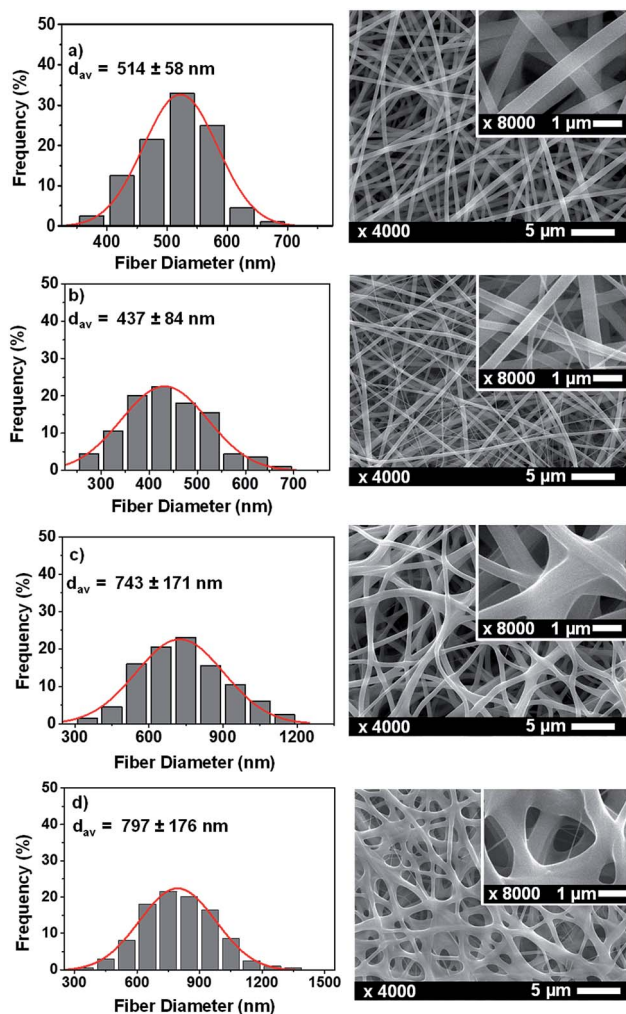 a)
d_av = 514 ± 58 nm
50
40
30
20
10
0
Frequency (%)
400 500 600 700
Fiber Diameter (nm)
x 8000 1 µm
x 4000 5 µm
b)
d_av = 437 ± 84 nm
50
40
30
20
10
0
Frequency (%)
300 400 500 600 700
Fiber Diameter (nm)
x 8000 1 µm
x 4000 5 µm
c)
d_av = 743 ± 171 nm
50
40
30
20
10
0
Frequency (%)
300 600 900 1200
Fiber Diameter (nm)
x 8000 1 µm
x 4000 5 µm
d)
d_av = 797 ± 176 nm
50
40
30
20
10
0
Frequency (%)
300 600 900 1200 1500
Fiber Diameter (nm)
x 8000 1 µm
x 4000 5 µm